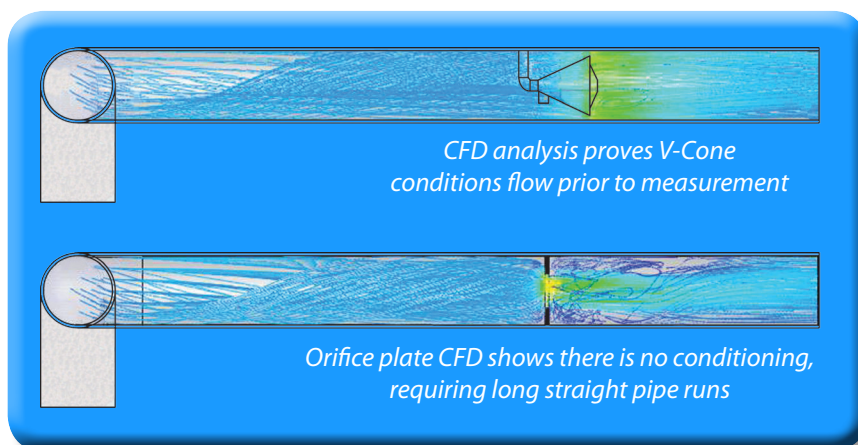 CFD analysis proves V-Cone
conditions flow prior to measurement
Orifice plate CFD shows there is no conditioning,
requiring long straight pipe runs